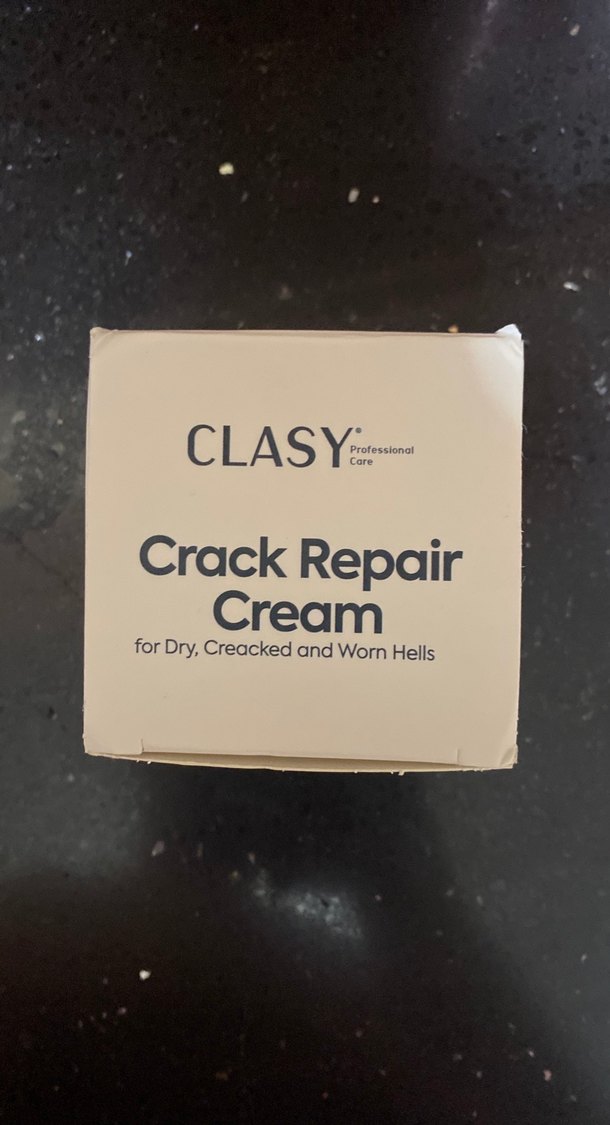 CLASY® Professional
Care
Crack Repair
Cream
for Dry, Creacked and Worn Hells